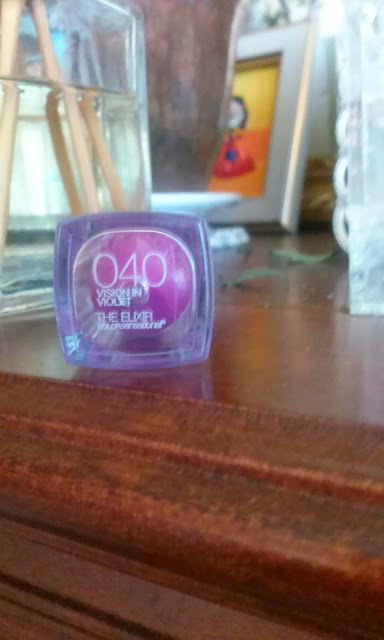 040
VISION IN
VIOLET
THE ELIXIR
COLORSENSATIONAL®